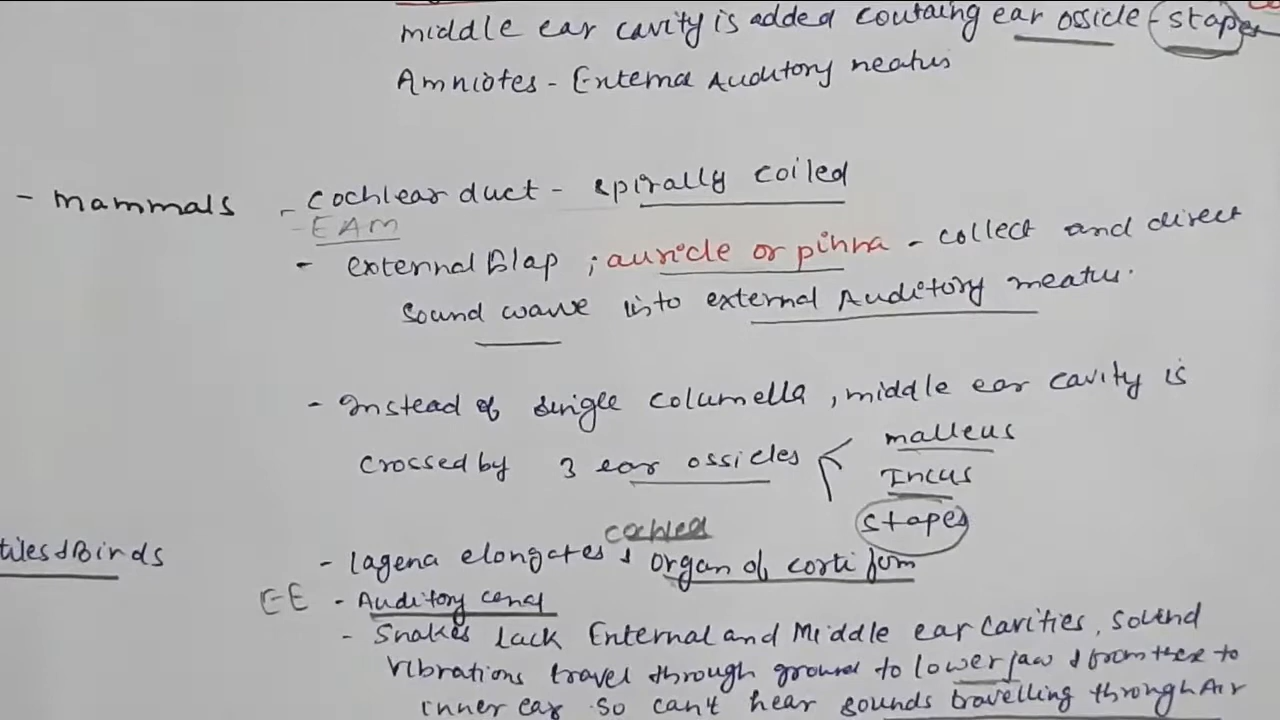 middle ear cavity is added containg ear ossicle - stapes
Amniotes - External Auditory meatus
- mammals - cochlear duct - spirally coiled
- EAM
- external flap ; auricle or pinna - collect and direct
sound wave into external Auditory meatus.
- Instead of single columella, middle ear cavity is
crossed by 3 ear ossicles < malleus
Incus
stapes
cochlea
tiles & Birds - lagena elongates & organ of corti form
EE - Auditory canal
- Snakes lack External and Middle ear cavities, sound
vibrations travel through ground to lower jaw & from there to
inner ear so can't hear sounds travelling through Air